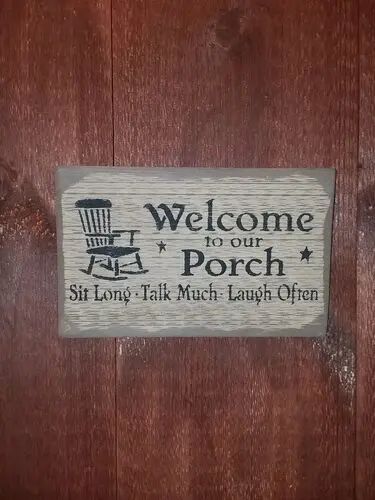 Welcome
to our
Porch
Sit Long · Talk Much · Laugh Often